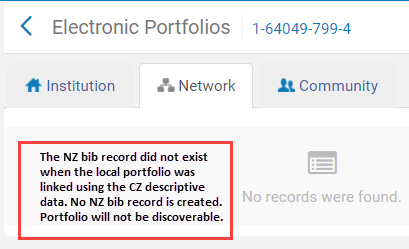 Electronic Portfolios 1-64049-799-4
Institution Network Community
The NZ bib record did not exist
when the local portfolio was
linked using the CZ descriptive
data. No NZ bib record is created.
Portfolio will not be discoverable.
No records were found.